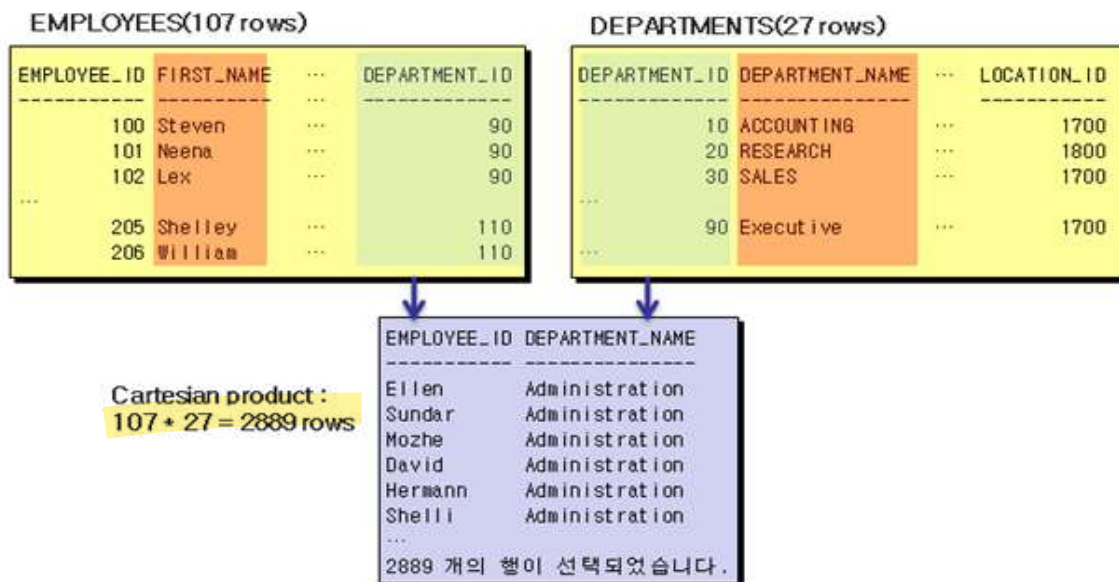 EMPLOYEES(107 rows)
EMPLOYEE_ID FIRST_NAME ... DEPARTMENT_ID
----------- ---------- ... -------------
100 Steven ... 90
101 Neena ... 90
102 Lex ... 90
...
205 Shelley ... 110
206 William ... 110
DEPARTMENTS(27 rows)
DEPARTMENT_ID DEPARTMENT_NAME ... LOCATION_ID
------------- --------------- -----------
10 ACCOUNTING ... 1700
20 RESEARCH ... 1800
30 SALES ... 1700
...
90 Executive ... 1700
...
Cartesian product :
107 * 27 = 2889 rows
EMPLOYEE_ID DEPARTMENT_NAME
----------- ---------------
Ellen Administration
Sundar Administration
Mozhe Administration
David Administration
Hermann Administration
Shelli Administration
...
2889 개의 행이 선택되었습니다.